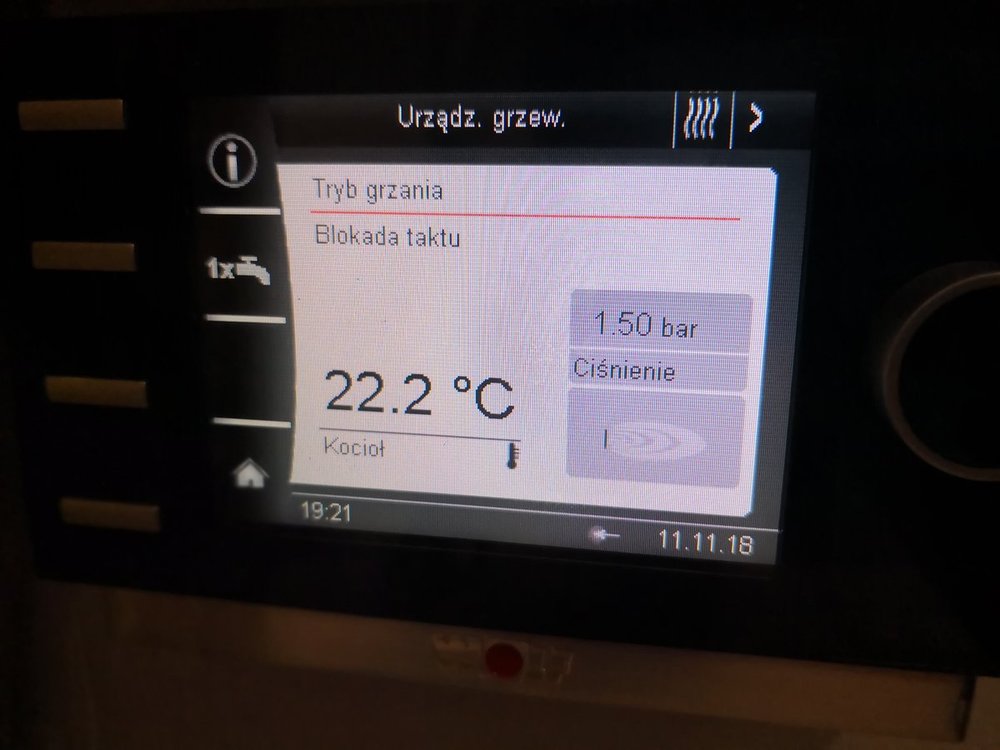 Urządz. grzew.
Tryb grzania
Blokada taktu
1x
1.50 bar
Ciśnienie
22.2 °C
Kocioł
19:21
11.11.18